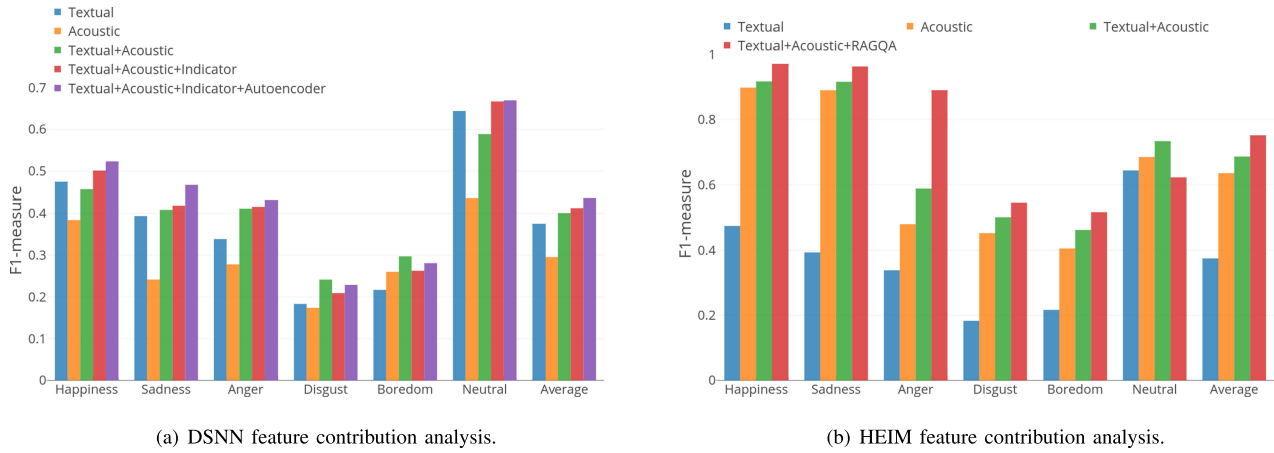 Textual
Acoustic
Textual+Acoustic
Textual+Acoustic+Indicator
Textual+Acoustic+Indicator+Autoencoder
0.7
0.6
0.5
0.4
0.3
0.2
0.1
0
F1-measure
Happiness Sadness Anger Disgust Boredom Neutral Average
(a) DSNN feature contribution analysis.
Textual Acoustic Textual+Acoustic
Textual+Acoustic+RAGQA
1
0.8
0.6
0.4
0.2
0
F1-measure
Happiness Sadness Anger Disgust Boredom Neutral Average
(b) HEIM feature contribution analysis.